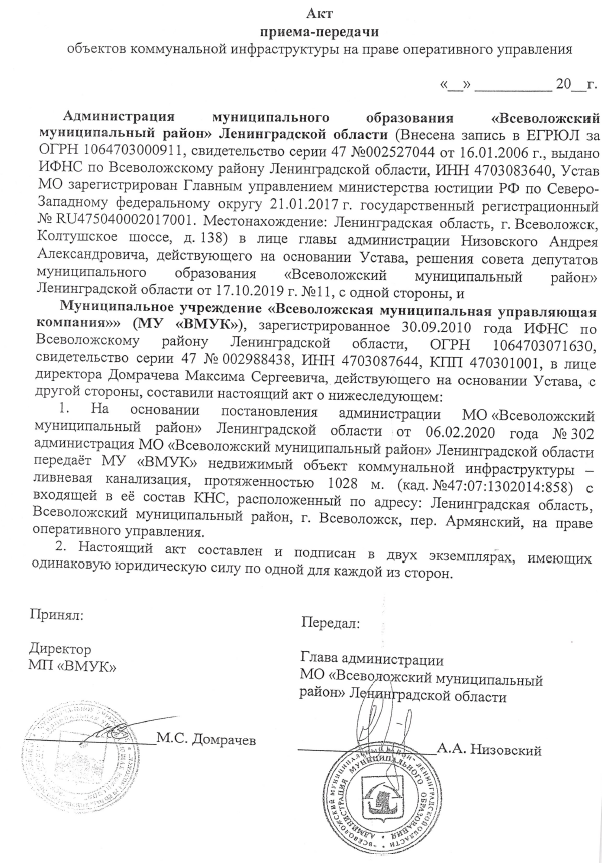 Акт
приема-передачи
объектов коммунальной инфраструктуры на праве оперативного управления
«__» ___________ 20__г.
Администрация муниципального образования «Всеволожский
муниципальный район» Ленинградской области (Внесена запись в ЕГРЮЛ за
ОГРН 1064703000911, свидетельство серии 47 №002527044 от 16.01.2006 г., выдано
ИФНС по Всеволожскому району Ленинградской области, ИНН 4703083640, Устав
МО зарегистрирован Главным управлением министерства юстиции РФ по Северо-
Западному федеральному округу 21.01.2017 г. государственный регистрационный
№ RU475040002017001. Местонахождение: Ленинградская область, г. Всеволожск,
Колтушское шоссе, д. 138) в лице главы администрации Низовского Андрея
Александровича, действующего на основании Устава, решения совета депутатов
муниципального образования «Всеволожский муниципальный район»
Ленинградской области от 17.10.2019 г. №11, с одной стороны, и
Муниципальное учреждение «Всеволожская муниципальная управляющая
компания»» (МУ «ВМУК»), зарегистрированное 30.09.2010 года ИФНС по
Всеволожскому району Ленинградской области, ОГРН 1064703071630,
свидетельство серии 47 № 002988438, ИНН 4703087644, КПП 470301001, в лице
директора Домрачева Максима Сергеевича, действующего на основании Устава, с
другой стороны, составили настоящий акт о нижеследующем:
1. На основании постановления администрации МО «Всеволожский
муниципальный район» Ленинградской области от 06.02.2020 года № 302
администрация МО «Всеволожский муниципальный район» Ленинградской области
передаёт МУ «ВМУК» недвижимый объект коммунальной инфраструктуры –
ливневая канализация, протяженностью 1028 м. (кад. №47:07:1302014:858) с
входящей в её состав КНС, расположенный по адресу: Ленинградская область,
Всеволожский муниципальный район, г. Всеволожск, пер. Армянский, на праве
оперативного управления.
2. Настоящий акт составлен и подписан в двух экземплярах, имеющих
одинаковую юридическую силу по одной для каждой из сторон.
Принял:
Директор
МП «ВМУК»
М.С. Домрачев
Передал:
Глава администрации
МО «Всеволожский муниципальный
район» Ленинградской области
А.А. Низовский
«ВСЕВОЛОЖСКИЙ МУНИЦИПАЛЬНЫЙ РАЙОН» ЛЕНИНГРАДСКОЙ ОБЛАСТИ
АДМИНИСТРАЦИЯ МУНИЦИПАЛЬНОГО ОБРАЗОВАНИЯ